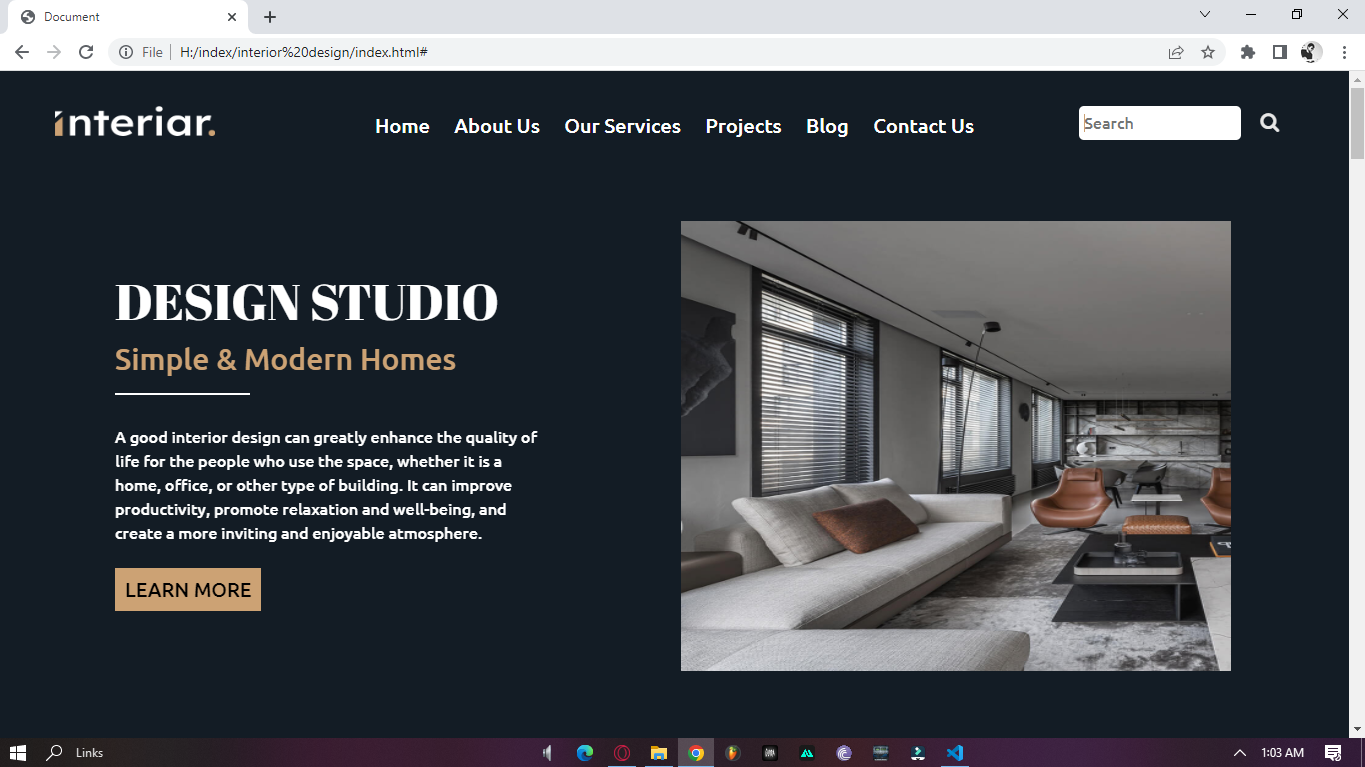 Document
File
H:/index/interior%20design/index.html#
interiar.
Home
About Us
Our Services
Projects
Blog
Contact Us
Search
DESIGN STUDIO
Simple & Modern Homes
A good interior design can greatly enhance the quality of
life for the people who use the space, whether it is a
home, office, or other type of building. It can improve
productivity, promote relaxation and well-being, and
create a more inviting and enjoyable atmosphere.
LEARN MORE
Links
1:03 AM